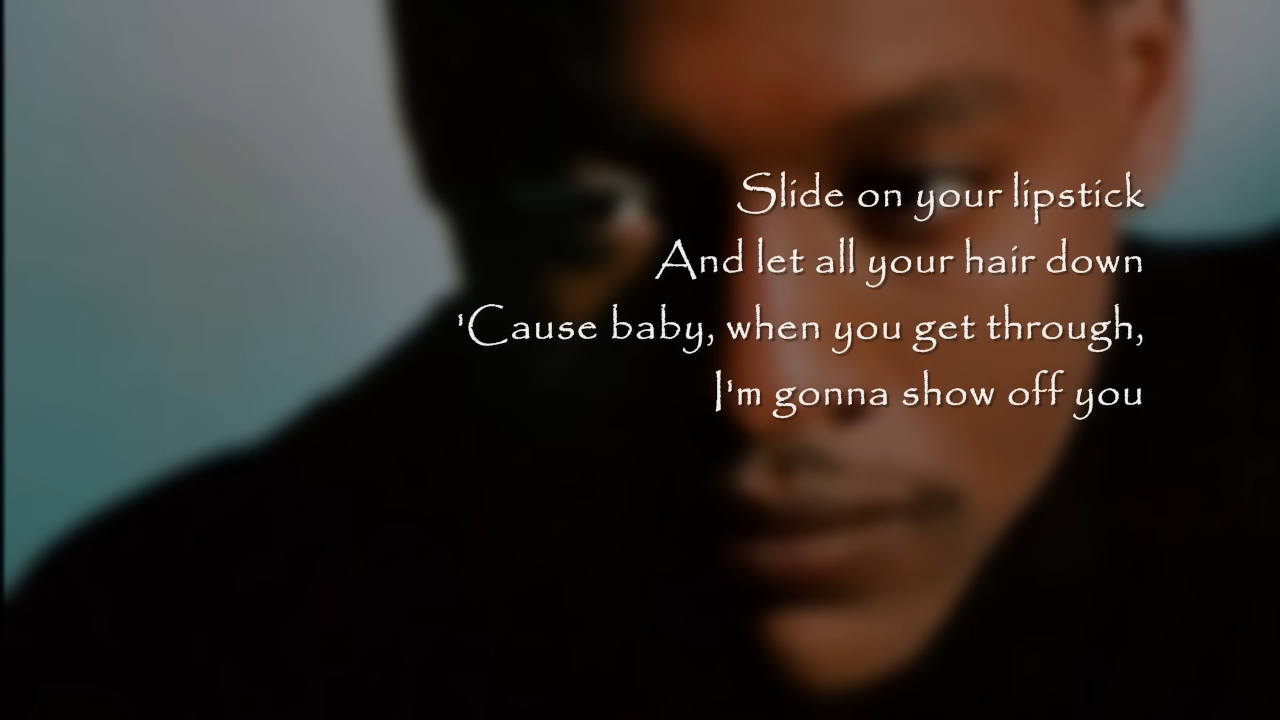 Slide on your lipstick
And let all your hair down
'Cause baby, when you get through,
I'm gonna show off you